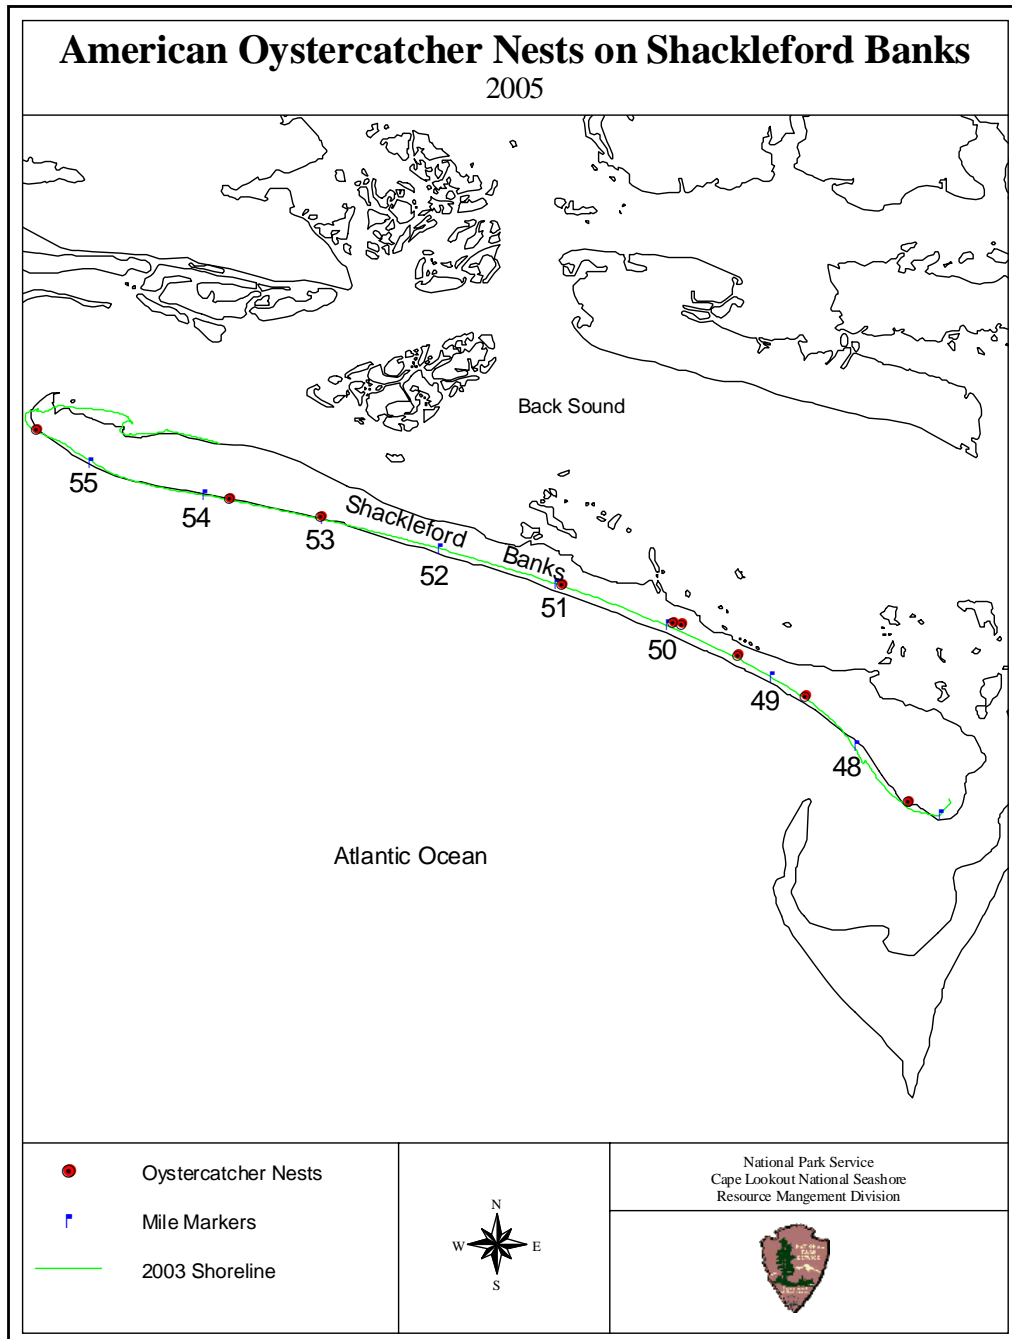 American Oystercatcher Nests on Shackleford Banks
2005
Back Sound
Shackleford Banks
55
54
53
52
51
50
49
48
Atlantic Ocean
Oystercatcher Nests
Mile Markers
2003 Shoreline
N
W E
S
National Park Service
Cape Lookout National Seashore
Resource Mangement Division